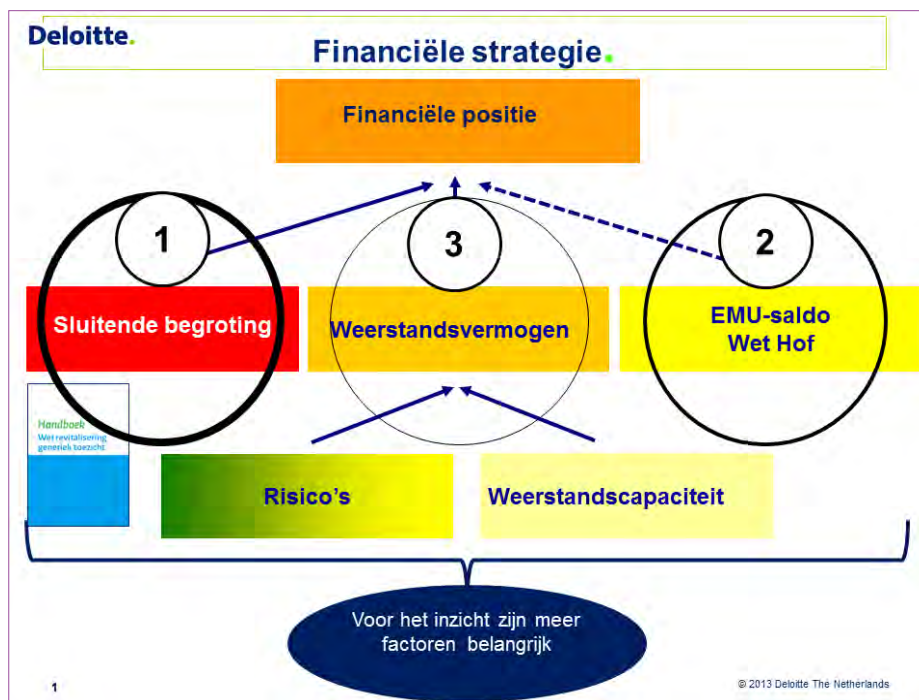 Deloitte.
Financiële strategie.
Financiële positie
1
3
2
Sluitende begroting
Weerstandsvermogen
EMU-saldo
Wet Hof
Handboek
Wet revitalisering
generiek toezicht
Risico's
Weerstandscapaciteit
Voor het inzicht zijn meer
factoren belangrijk
1
© 2013 Deloitte The Netherlands